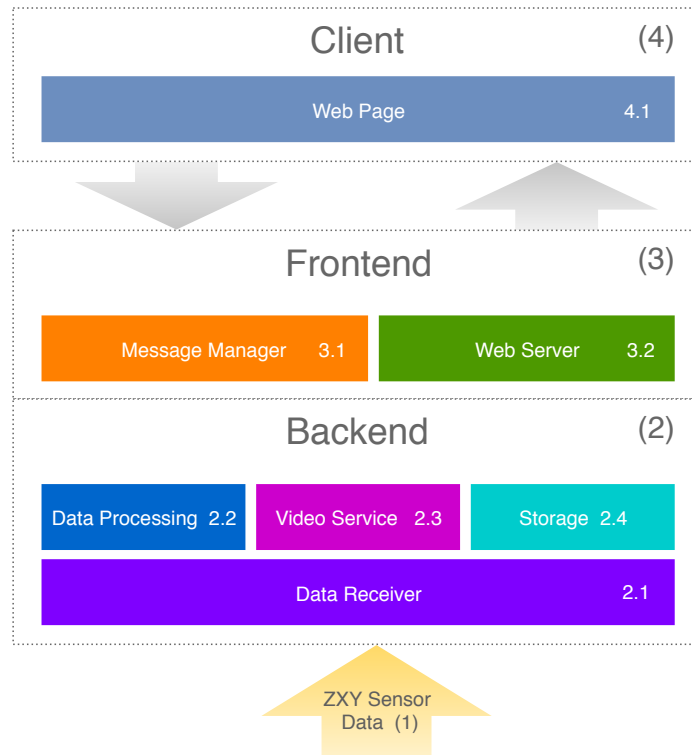 Client (4)
Web Page 4.1
Frontend (3)
Message Manager 3.1
Web Server 3.2
Backend (2)
Data Processing 2.2
Video Service 2.3
Storage 2.4
Data Receiver 2.1
ZXY Sensor
Data (1)